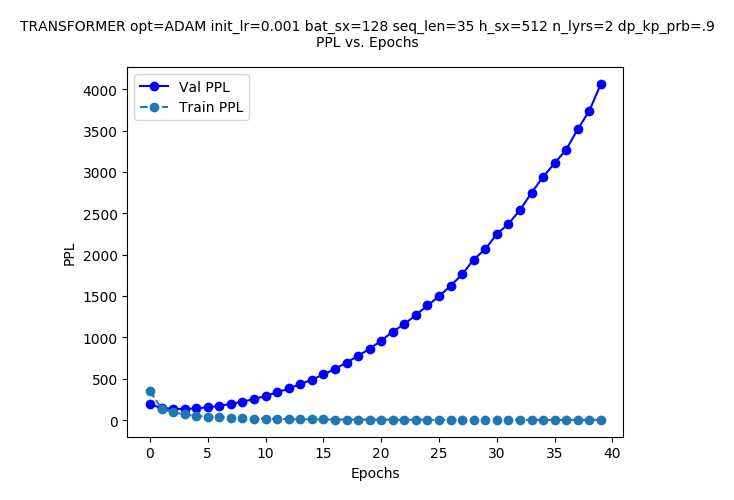 TRANSFORMER opt=ADAM init_lr=0.001 bat_sx=128 seq_len=35 h_sx=512 n_lyrs=2 dp_kp_prb=.9
PPL vs. Epochs
Val PPL
Train PPL
4000
3500
3000
2500
2000
1500
1000
500
0
PPL
0 5 10 15 20 25 30 35 40
Epochs